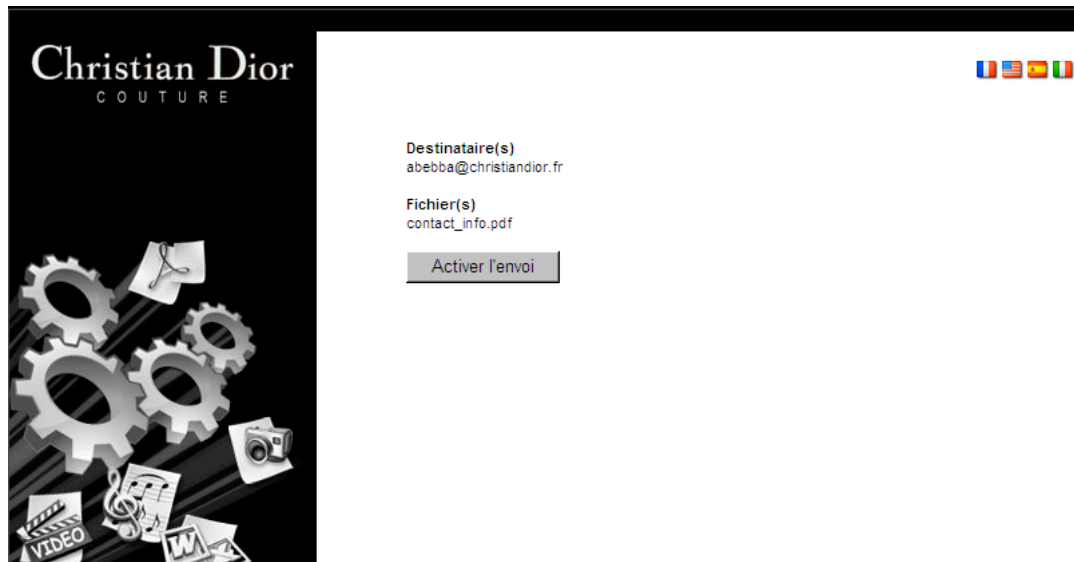 Christian Dior
COUTURE
Destinataire(s)
abebba@christiandior.fr
Fichier(s)
contact_info.pdf
Activer l'envoi
VIDEO
W